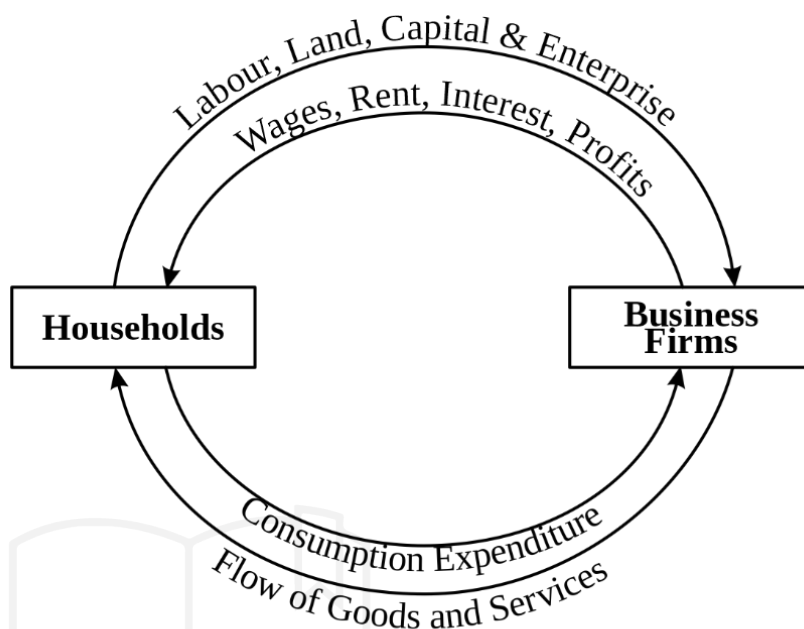 Labour, Land, Capital & Enterprise
Wages, Rent, Interest, Profits
Households
Business
Firms
Consumption Expenditure
Flow of Goods and Services